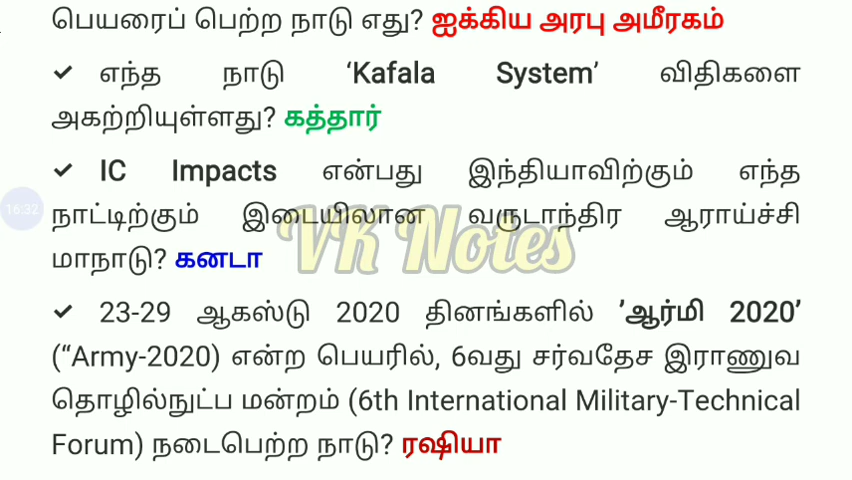 பெயரைப் பெற்ற நாடு எது? ஐக்கிய அரபு அமீரகம்
✓ எந்த நாடு ‘Kafala System’ விதிகளை
அகற்றியுள்ளது? கத்தார்
✓ IC Impacts என்பது இந்தியாவிற்கும் எந்த
16:32
நாட்டிற்கும் இடையிலான வருடாந்திர ஆராய்ச்சி
VK Notes
மாநாடு? கனடா
✓ 23-29 ஆகஸ்டு 2020 தினங்களில் ’ஆர்மி 2020’
(“Army-2020) என்ற பெயரில், 6வது சர்வதேச இராணுவ
தொழில்நுட்ப மன்றம் (6th International Military-Technical
Forum) நடைபெற்ற நாடு? ரஷியா